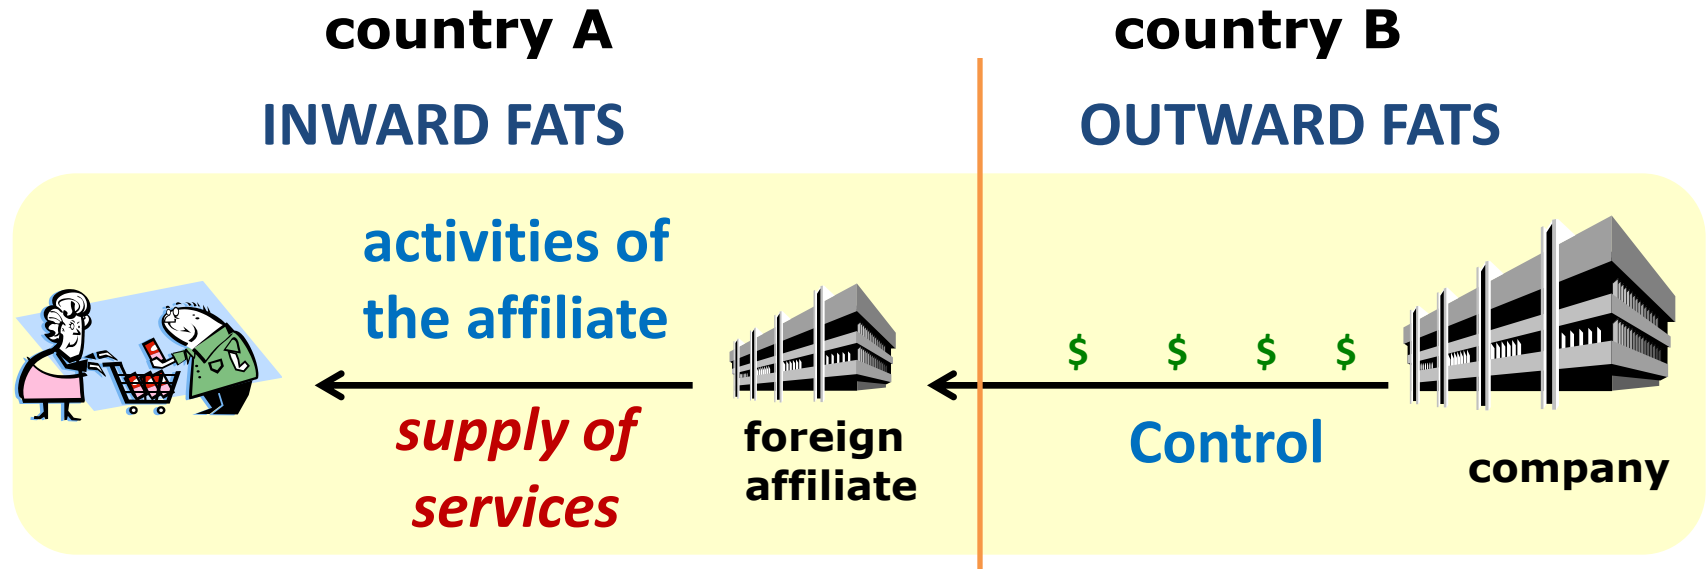 country A
country B
INWARD FATS
OUTWARD FATS
activities of
the affiliate
supply of
services
foreign
affiliate
$ $ $ $
Control
company